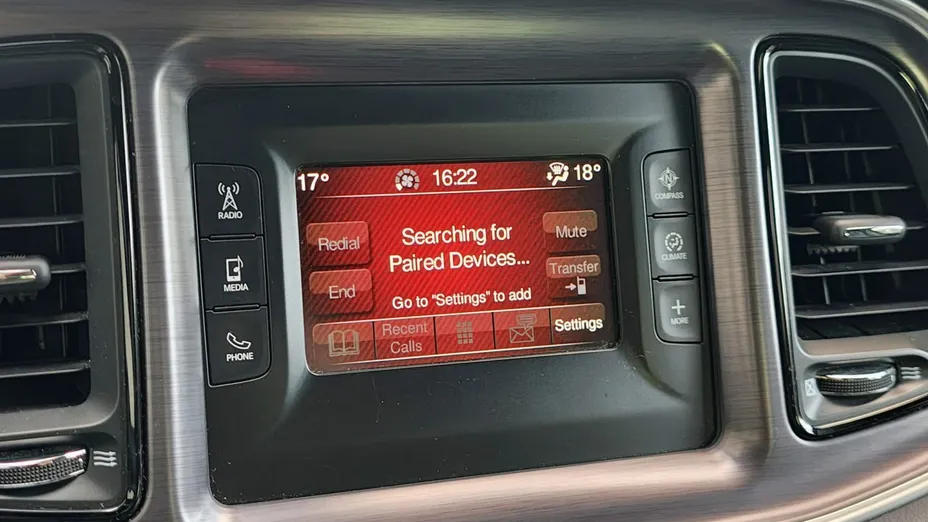 17° 16:22 18°
RADIO
MEDIA
PHONE
Redial
End
Searching for
Paired Devices...
Go to "Settings" to add
Mute
Transfer
Recent
Calls
Settings
N
COMPASS
CLIMATE
+
MORE